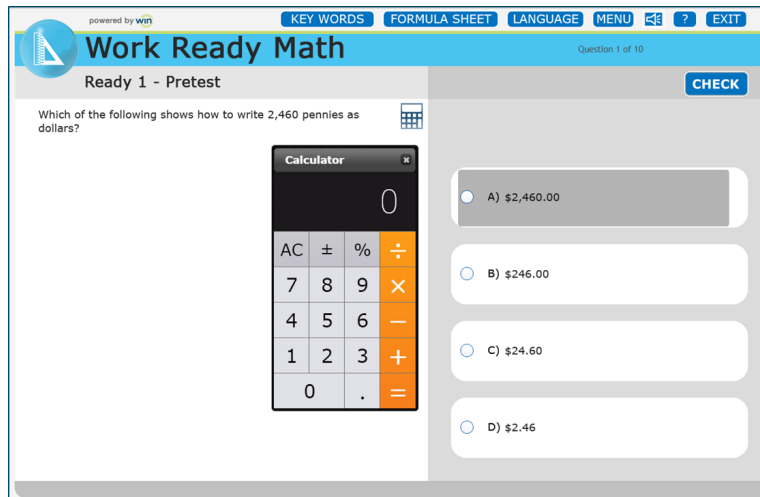 powered by win
KEY WORDS
FORMULA SHEET
LANGUAGE
MENU
?
EXIT
Work Ready Math
Question 1 of 10
Ready 1 - Pretest
CHECK
Which of the following shows how to write 2,460 pennies as
dollars?
Calculator ×
0
AC ± % ÷
7 8 9 ×
4 5 6 −
1 2 3 +
0 . =
A) $2,460.00
B) $246.00
C) $24.60
D) $2.46